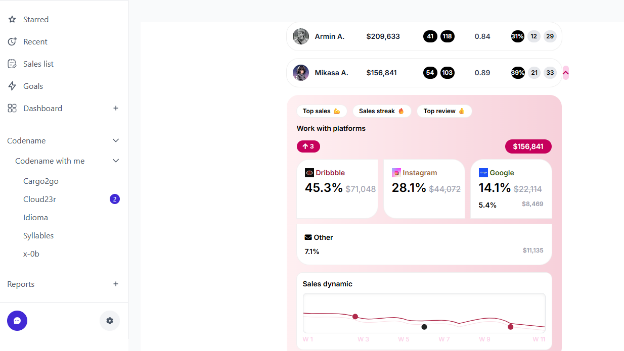 Starred
Recent
Sales list
Goals
Dashboard +
Codename
Codename with me
Cargo2go
Cloud23r 2
Idioma
Syllables
x-0b
Reports +
Armin A. $209,633 41 118 0.84 31% 12 29
Mikasa A. $156,841 54 103 0.89 39% 21 33
Top sales 💪 Sales streak 🔥 Top review 👍
Work with platforms
↑ 3 $156,841
Dribbble Instagram Google
45.3% $71,048 28.1% $44,072 14.1% $22,114
5.4% $8,469
Other
7.1% $11,135
Sales dynamic
W 1 W 3 W 5 W 7 W 9 W 11